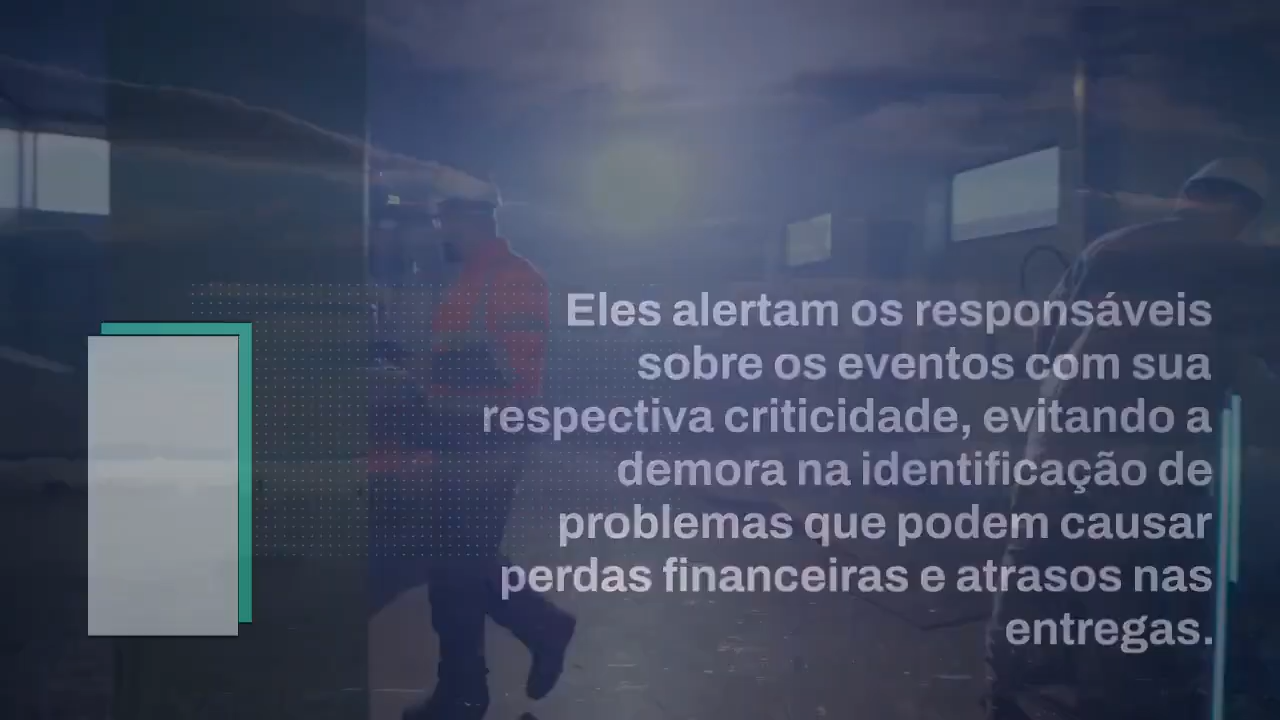 Eles alertam os responsáveis
sobre os eventos com sua
respectiva criticidade, evitando a
demora na identificação de
problemas que podem causar
perdas financeiras e atrasos nas
entregas.